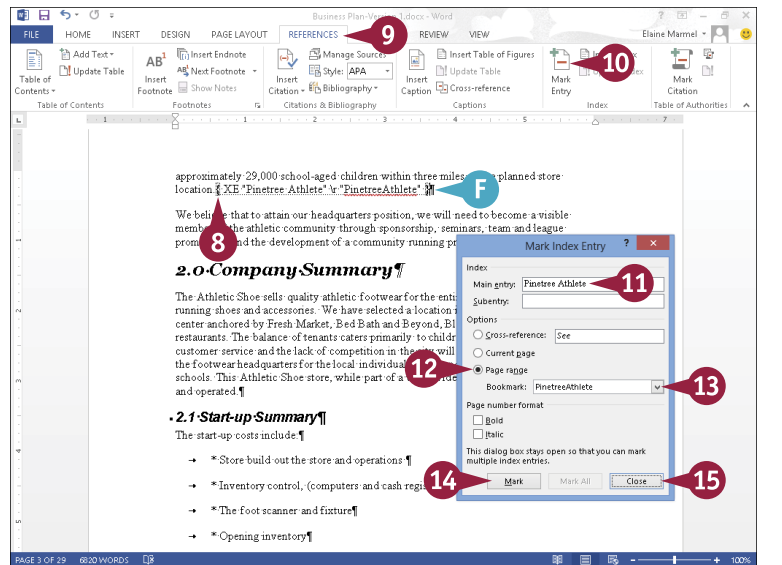 Business Plan-Version 1.docx - Word
FILE HOME INSERT DESIGN PAGE LAYOUT REFERENCES REVIEW VIEW Elaine Marmel
9
Table of Contents
Add Text
Update Table
AB1
Insert Footnote
Insert Endnote
Next Footnote
Show Notes
Insert Citation
Manage Sources
Style: APA
Bibliography
Insert Caption
Insert Table of Figures
Update Table
Cross-reference
Mark Entry
10
Mark Citation
Table of Contents Footnotes Citations & Bibliography Captions Index Table of Authorities
1 1 2 3 4 5 7
approximately 29,000 school-aged children within three miles planned store
location.{ XE "Pinetree Athlete" \r "PinetreeAthlete" }¶
F
8
We believe that to attain our headquarters position, we will need to become a visible
the athletic community through sponsorship, seminars, team and league
and the development of a community running
2.0 Company Summary¶
The Athletic Shoe sells quality athletic footwear for the
running shoes and accessories. We have selected a location
center anchored by Fresh Market, Bed Bath and Beyond,
restaurants. The balance of tenants caters primarily to
customer service and the lack of competition in the city will
the footwear headquarters for the local
schools. This Athletic Shoe store, while part of a
and operated.¶
2.1 Start-up Summary¶
The start-up costs include:¶
→ * Store build out the store and operations ¶
→ * Inventory control, (computers and cash
→ * The foot scanner and fixture¶
→ * Opening inventory¶
Mark Index Entry ? ×
Index
Main entry: Pinetree Athlete
11
Subentry:
Options
Cross-reference: See
Current page
12
Page range
Bookmark: PinetreeAthlete
13
Page number format
Bold
Italic
This dialog box stays open so that you can mark
multiple index entries.
14
Mark Mark All Close
15
PAGE 3 OF 29 6820 WORDS 100%